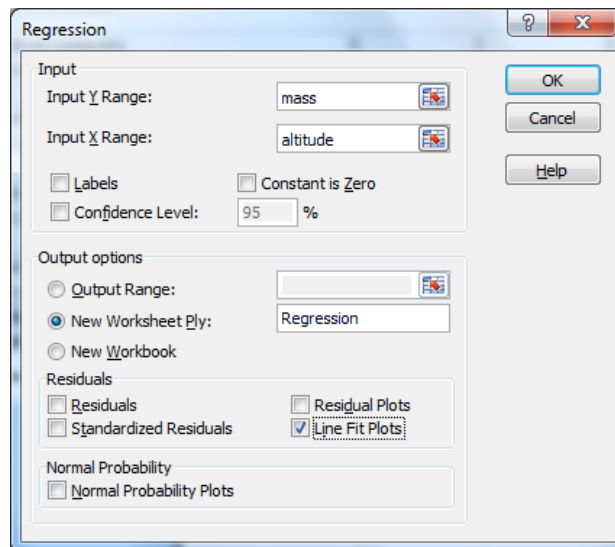 Regression
Input
Input Y Range: mass
Input X Range: altitude
Labels Constant is Zero
Confidence Level: 95 %
OK
Cancel
Help
Output options
Output Range:
New Worksheet Ply: Regression
New Workbook
Residuals
Residuals Residual Plots
Standardized Residuals Line Fit Plots
Normal Probability
Normal Probability Plots